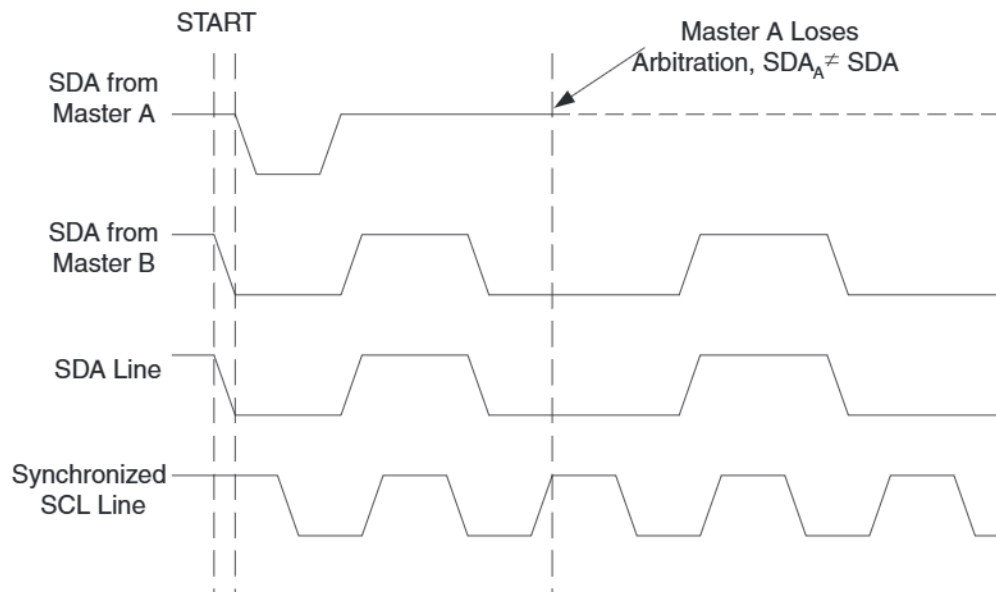 START
Master A Loses
Arbitration, SDA_A ≠ SDA
SDA from
Master A
SDA from
Master B
SDA Line
Synchronized
SCL Line